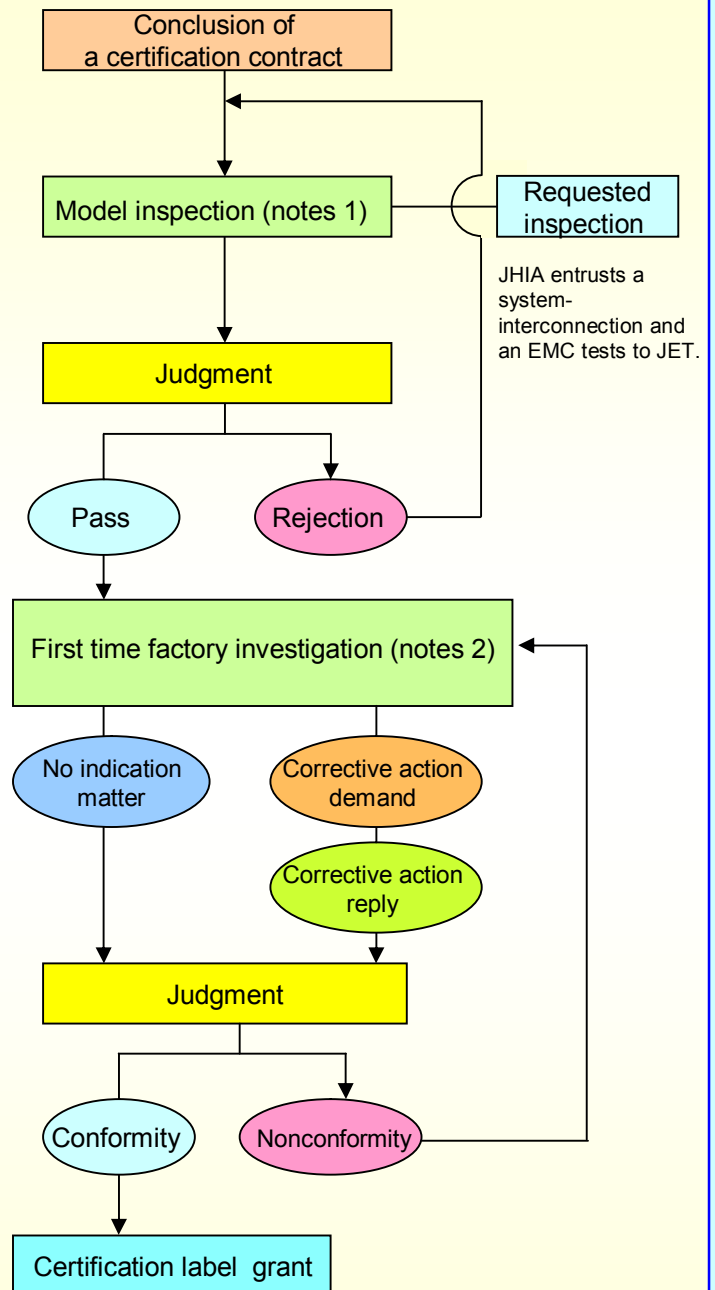 Conclusion of
a certification contract
Model inspection (notes 1)
Requested
inspection
JHIA entrusts a
system-
interconnection and
an EMC tests to JET.
Judgment
Pass
Rejection
First time factory investigation (notes 2)
No indication
matter
Corrective action
demand
Corrective action
reply
Judgment
Conformity
Nonconformity
Certification label grant